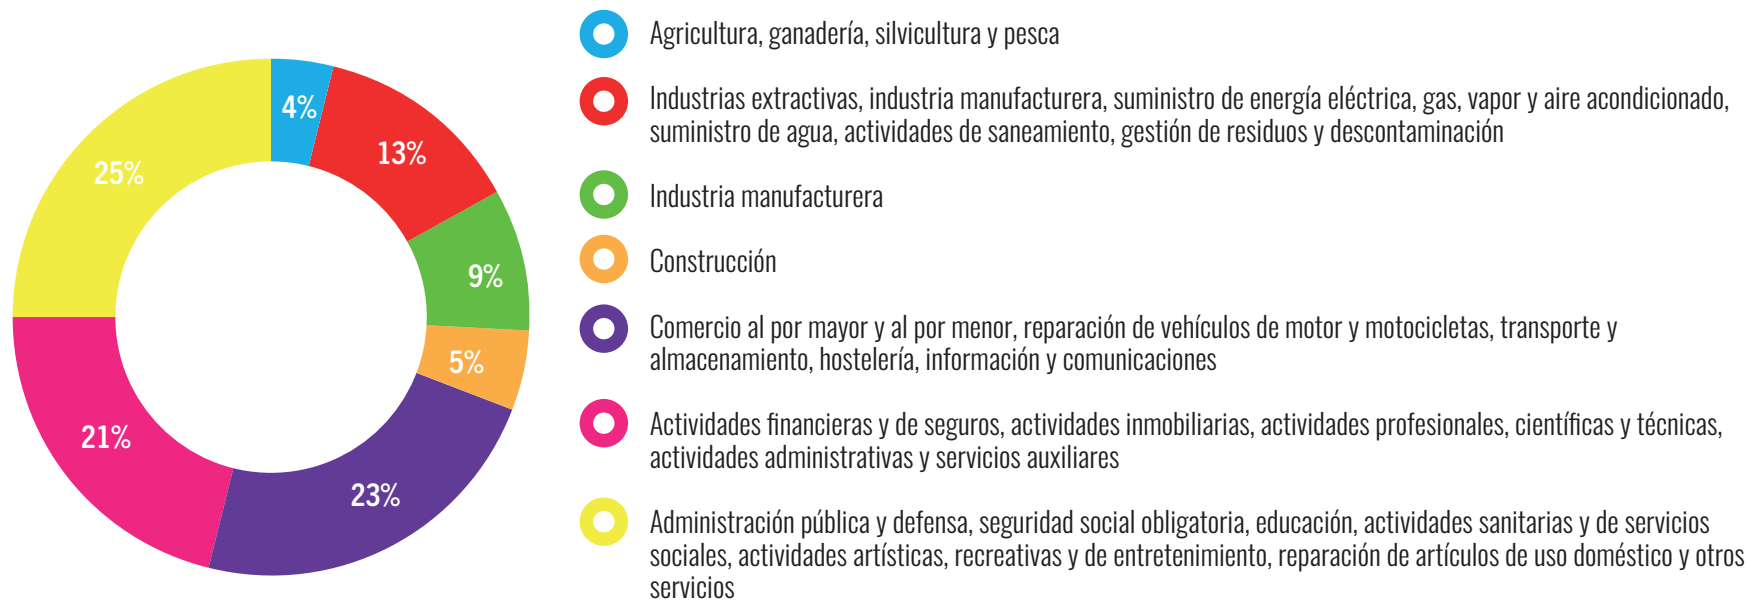 4%
13%
9%
5%
23%
21%
25%
Agricultura, ganadería, silvicultura y pesca
Industrias extractivas, industria manufacturera, suministro de energía eléctrica, gas, vapor y aire acondicionado,
suministro de agua, actividades de saneamiento, gestión de residuos y descontaminación
Industria manufacturera
Construcción
Comercio al por mayor y al por menor, reparación de vehículos de motor y motocicletas, transporte y
almacenamiento, hostelería, información y comunicaciones
Actividades financieras y de seguros, actividades inmobiliarias, actividades profesionales, científicas y técnicas,
actividades administrativas y servicios auxiliares
Administración pública y defensa, seguridad social obligatoria, educación, actividades sanitarias y de servicios
sociales, actividades artísticas, recreativas y de entretenimiento, reparación de artículos de uso doméstico y otros
servicios